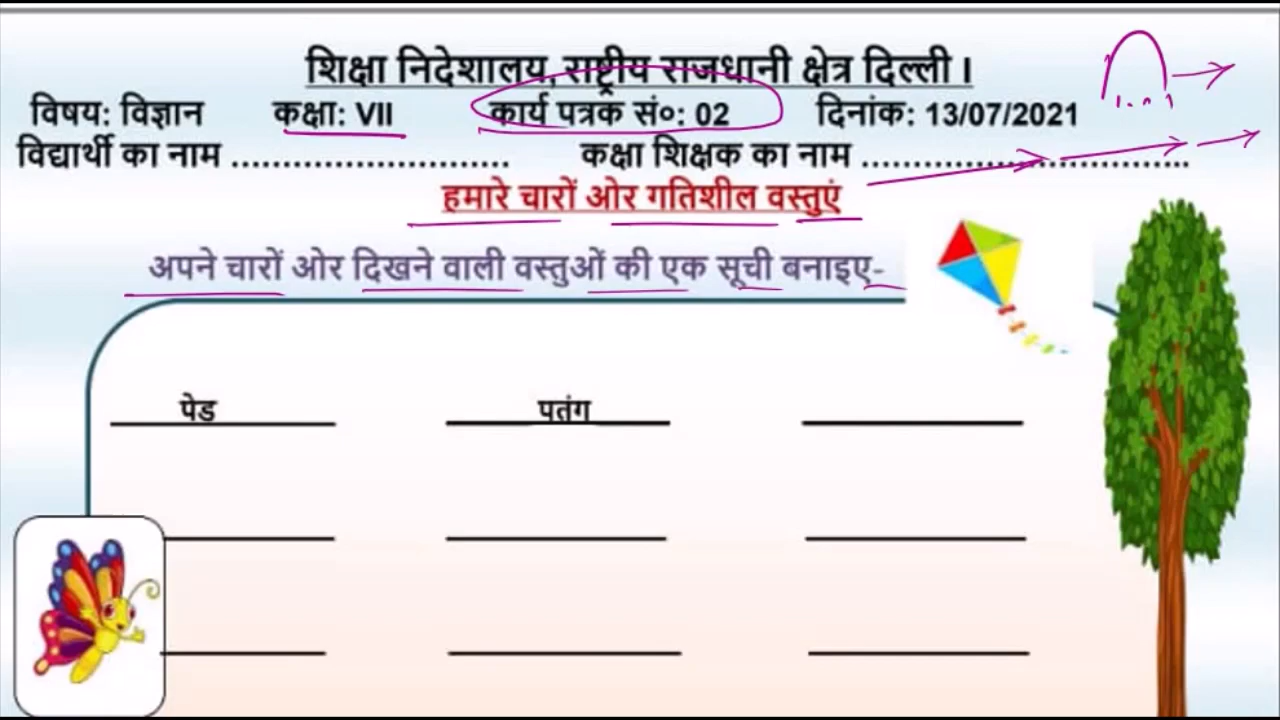 शिक्षा निदेशालय, राष्ट्रीय राजधानी क्षेत्र दिल्ली I
विषय: विज्ञान कक्षा: VII कार्य पत्रक सं०: 02 दिनांक: 13/07/2021
विद्यार्थी का नाम ............................ कक्षा शिक्षक का नाम ..................................
हमारे चारों ओर गतिशील वस्तुएं
अपने चारों ओर दिखने वाली वस्तुओं की एक सूची बनाइए-
पेड पतंग